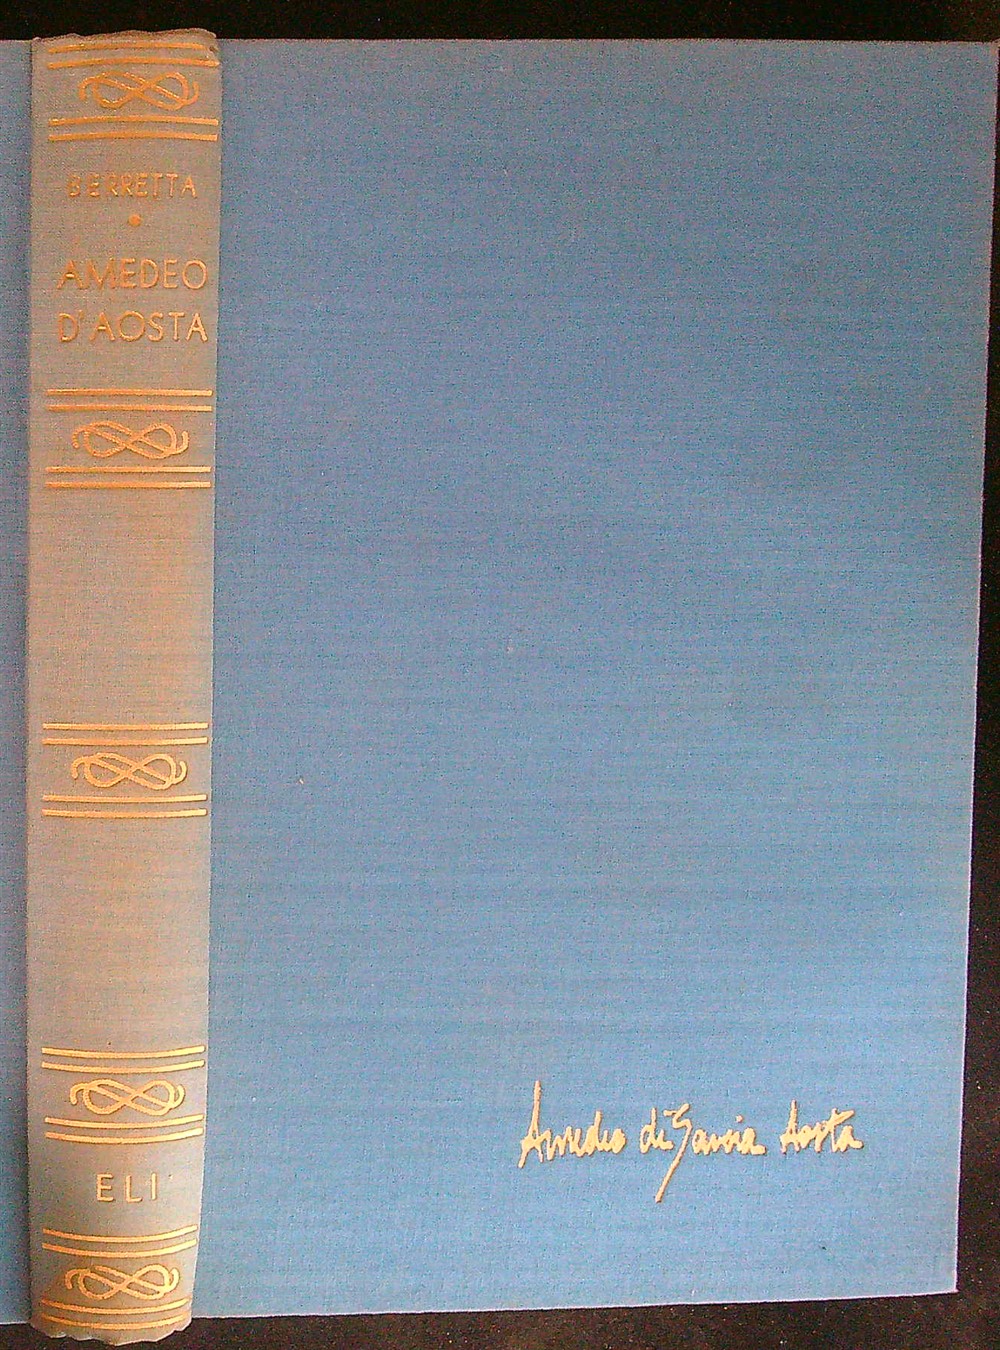 BERRETTA
AMEDEO
D'AOSTA
ELI
Amedeo di Savoia Aosta